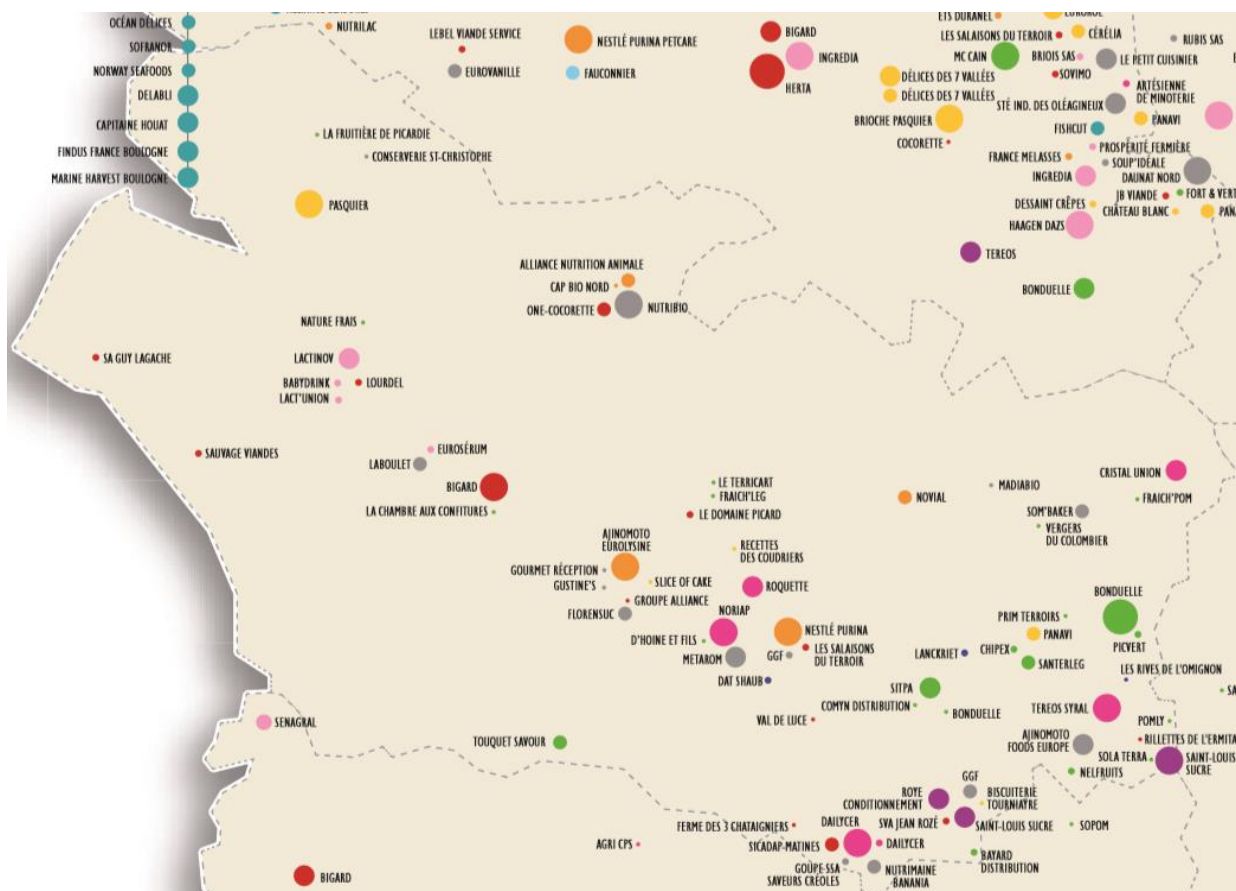 OCÉAN DÉLICES
SOFRANOR
NORWAY SEAFOODS
DELABLI
CAPITAINE HOUAT
FINDUS FRANCE BOULOGNE
MARINE HARVEST BOULOGNE
NUTRILAC
LEBEL VIANDE SERVICE
EUROVANILLE
NESTLÉ PURINA PETCARE
FAUCONNIER
BIGARD
INGREDIA
HERTA
ETS DURANEL
LES SALAISONS DU TERROIR
CÉRÉLIA
MC CAIN
BRIOIS SAS
SOVIMO
RUBIS SAS
LE PETIT CUISINIER
ARTÉSIENNE
DE MINOTERIE
DÉLICES DES 7 VALLÉES
DÉLICES DES 7 VALLÉES
STÉ IND. DES OLÉAGINEUX
BRIOCHE PASQUIER
PANAVI
FISHCUT
COCORETTE
LA FRUITIÈRE DE PICARDIE
CONSERVERIE ST-CHRISTOPHE
PROSPÉRITÉ FERMIÈRE
FRANCE MELASSES
SOUP'IDÉALE
INGREDIA
DAUNAT NORD
JB VIANDE
FORT & VERT
DESSAINT CRÊPES
CHÂTEAU BLANC
PANA
HAAGEN DAZS
PASQUIER
TEREOS
BONDUELLE
ALLIANCE NUTRITION ANIMALE
CAP BIO NORD
ONE-COCORETTE
NUTRIBIO
NATURE FRAIS
SA GUY LAGACHE
LACTINOV
BABYDRINK
LOURDEL
LACT'UNION
SAUVAGE VIANDES
EUROSÉRUM
LABOULET
BIGARD
LA CHAMBRE AUX CONFITURES
LE TERRICART
FRAICH'LEG
LE DOMAINE PICARD
NOVIAL
MADIABIO
CRISTAL UNION
FRAICH'POM
SOM'BAKER
VERGERS
DU COLOMBIER
AJINOMOTO
EUROLYSINE
RECETTES
DES COUDRIERS
GOURMET RÉCEPTION
GUSTINE'S
SLICE OF CAKE
ROQUETTE
GROUPE ALLIANCE
FLORENSUC
NORIAP
D'HOINE ET FILS
METAROM
NESTLÉ PURINA
GGF
LES SALAISONS
DU TERROIR
DAT SHAUB
BONDUELLE
PRIM TERROIRS
PANAVI
PICVERT
LANCKRIET
CHIPEX
SANTERLEG
LES RIVES DE L'OMIGNON
SITPA
COMYN DISTRIBUTION
BONDUELLE
TEREOS SYRAL
VAL DE LUCE
POMLY
SENAGRAL
TOUQUET SAVOUR
AJINOMOTO
FOODS EUROPE
RILLETTES DE L'ERMITA
SOLA TERRA
SAINT-LOUIS
SUCRE
NELFRUITS
GGF
ROYE
CONDITIONNEMENT
BISCUITERIE
TOURNIAYRE
SVA JEAN ROZÉ
SAINT-LOUIS SUCRE
SOPOM
FERME DES 3 CHATAIGNIERS
DAILYCER
AGRI CPS
SICADAP-MATINES
DAILYCER
BAYARD
DISTRIBUTION
GOUPE SSA
SAVEURS CRÉOLES
NUTRIMAINE
BANANIA
BIGARD